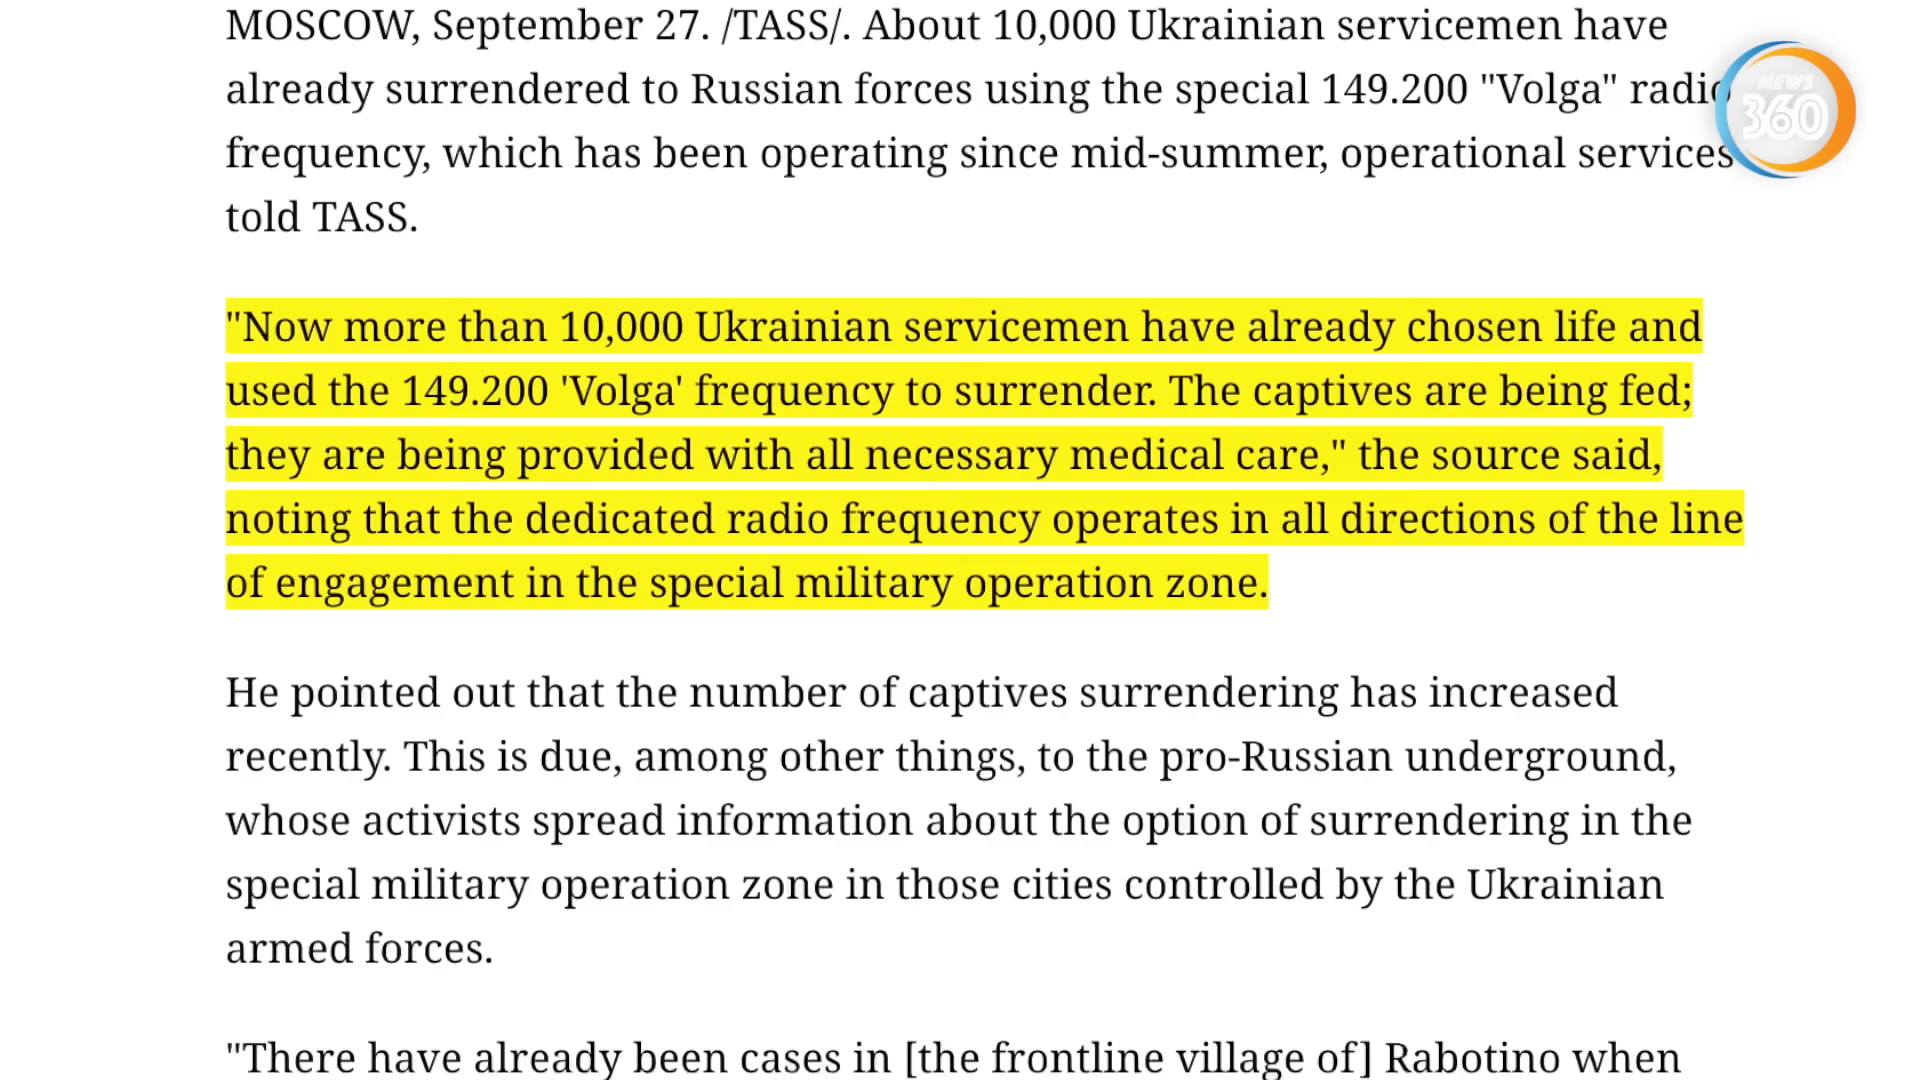 MOSCOW, September 27. /TASS/. About 10,000 Ukrainian servicemen have
already surrendered to Russian forces using the special 149.200 "Volga" radio
frequency, which has been operating since mid-summer, operational services
told TASS.
NEWS
360
"Now more than 10,000 Ukrainian servicemen have already chosen life and
used the 149.200 'Volga' frequency to surrender. The captives are being fed;
they are being provided with all necessary medical care," the source said,
noting that the dedicated radio frequency operates in all directions of the line
of engagement in the special military operation zone.
He pointed out that the number of captives surrendering has increased
recently. This is due, among other things, to the pro-Russian underground,
whose activists spread information about the option of surrendering in the
special military operation zone in those cities controlled by the Ukrainian
armed forces.
"There have already been cases in [the frontline village of] Rabotino when